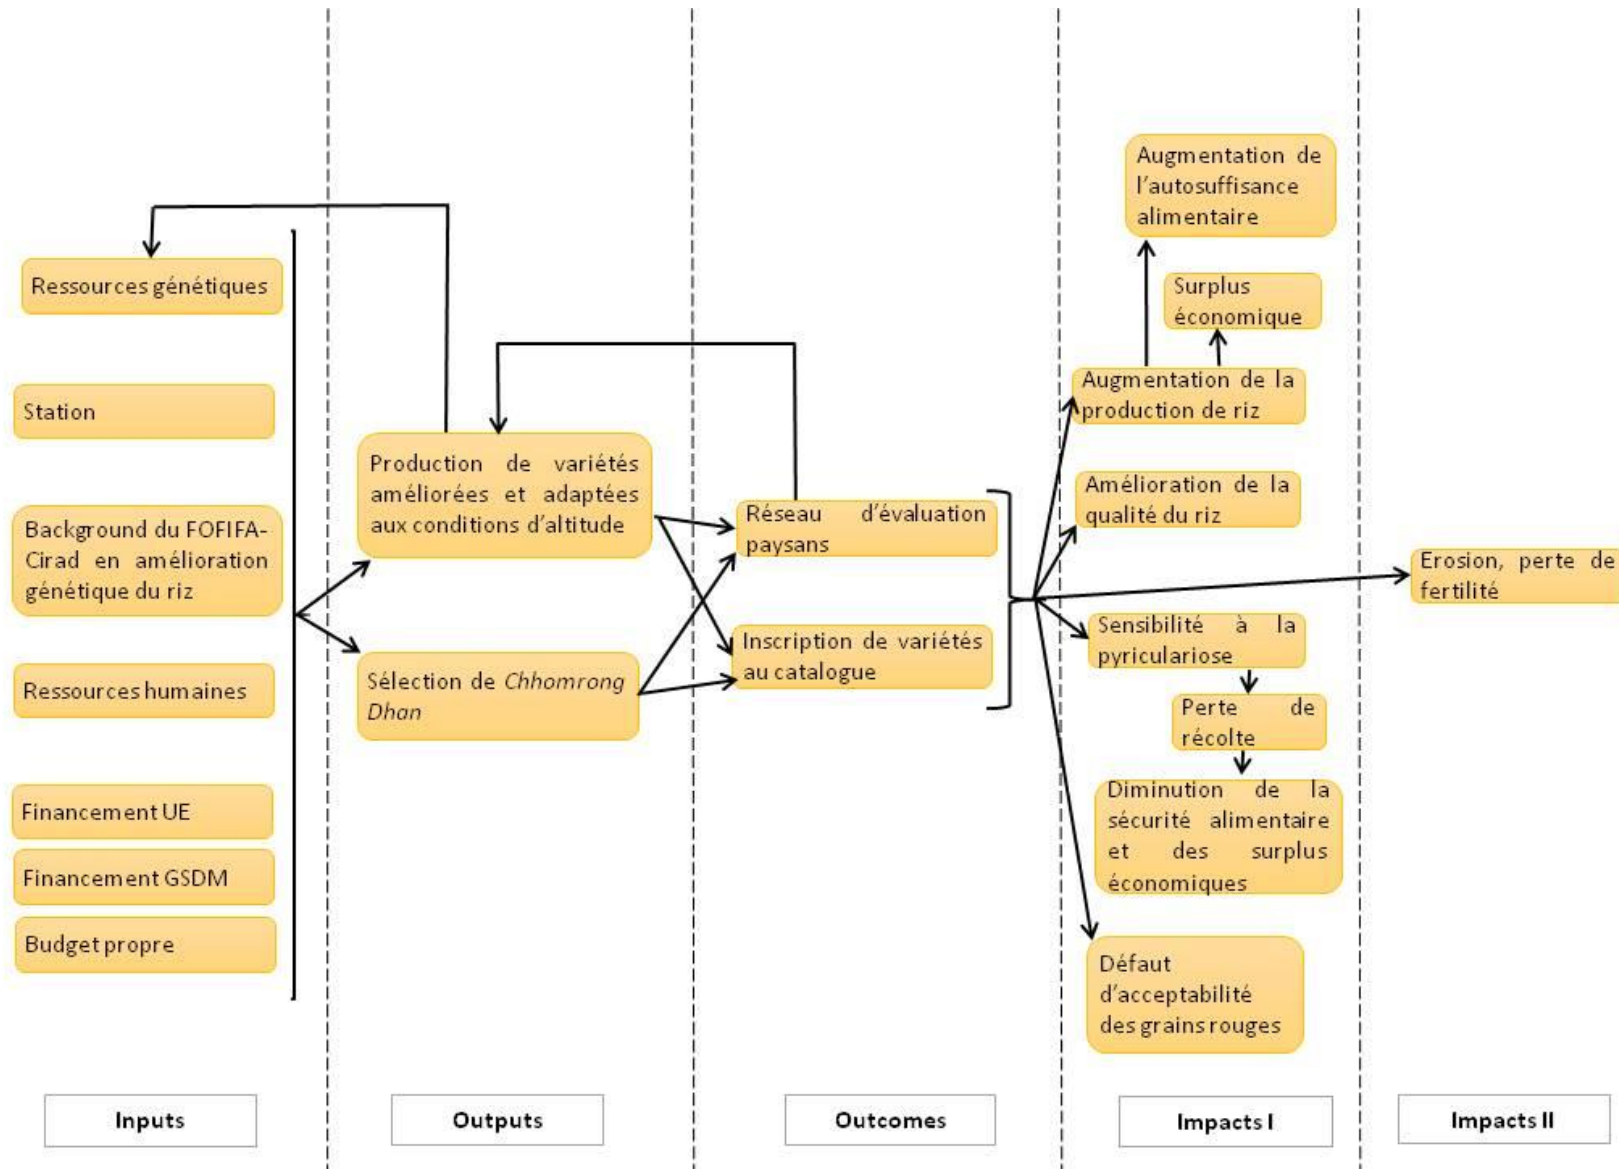 Ressources génétiques
Station
Background du FOFIFA-
Cirad en amélioration
génétique du riz
Ressources humaines
Financement UE
Financement GSDM
Budget propre
Production de variétés
améliorées et adaptées
aux conditions d'altitude
Sélection de Chhomrong
Dhan
Réseau d'évaluation
paysans
Inscription de variétés
au catalogue
Augmentation de
l'autosuffisance
alimentaire
Surplus
économique
Augmentation de la
production de riz
Amélioration de la
qualité du riz
Sensibilité à la
pyriculariose
Perte de
récolte
Diminution de la
sécurité alimentaire
et des surplus
économiques
Défaut
d'acceptabilité
des grains rouges
Erosion, perte de
fertilité
Inputs
Outputs
Outcomes
Impacts I
Impacts II